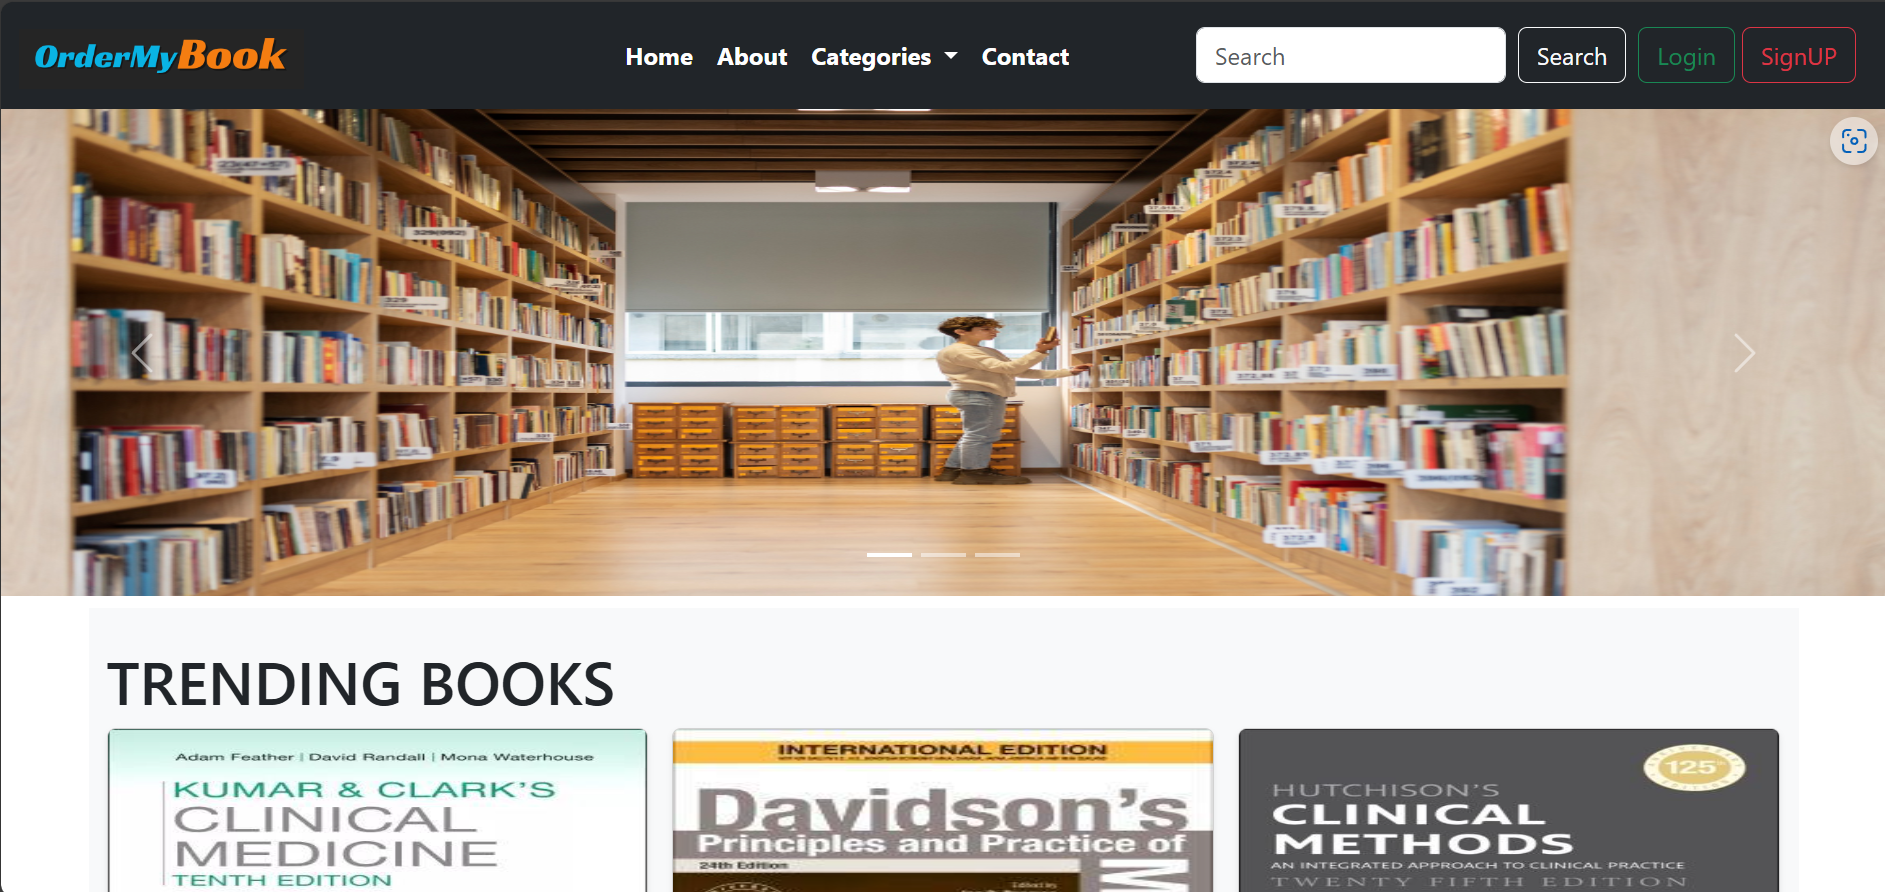 OrderMyBook
Home About Categories Contact
Search
Search
Login
SignUP
TRENDING BOOKS
Adam Feather | David Randall | Mona Waterhouse
KUMAR & CLARK'S
CLINICAL
MEDICINE
TENTH EDITION
INTERNATIONAL EDITION
Davidson's
Principles and Practice of
24th Edition
125
HUTCHISON'S
CLINICAL
METHODS
AN INTEGRATED APPROACH TO CLINICAL PRACTICE
TWENTY FIFTH EDITION